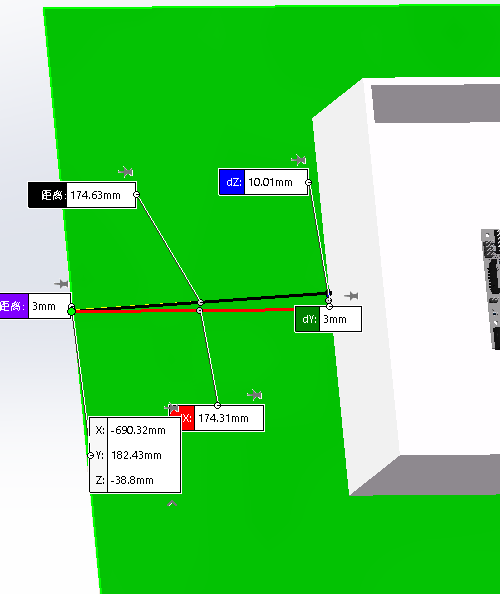 距离: 174.63mm
dZ: 10.01mm
距离: 3mm
dY: 3mm
X: 174.31mm
X: -690.32mm
Y: 182.43mm
Z: -38.8mm